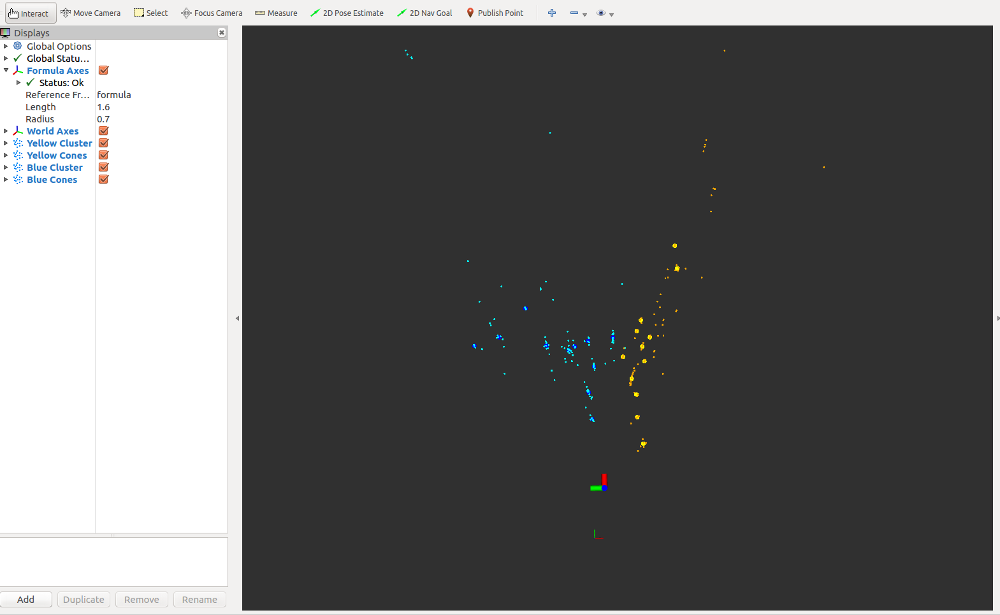 Interact Move Camera Select Focus Camera Measure 2D Pose Estimate 2D Nav Goal Publish Point
Displays
Global Options
Global Statu...
Formula Axes
Status: Ok
Reference Fr... formula
Length 1.6
Radius 0.7
World Axes
Yellow Cluster
Yellow Cones
Blue Cluster
Blue Cones
Add Duplicate Remove Rename